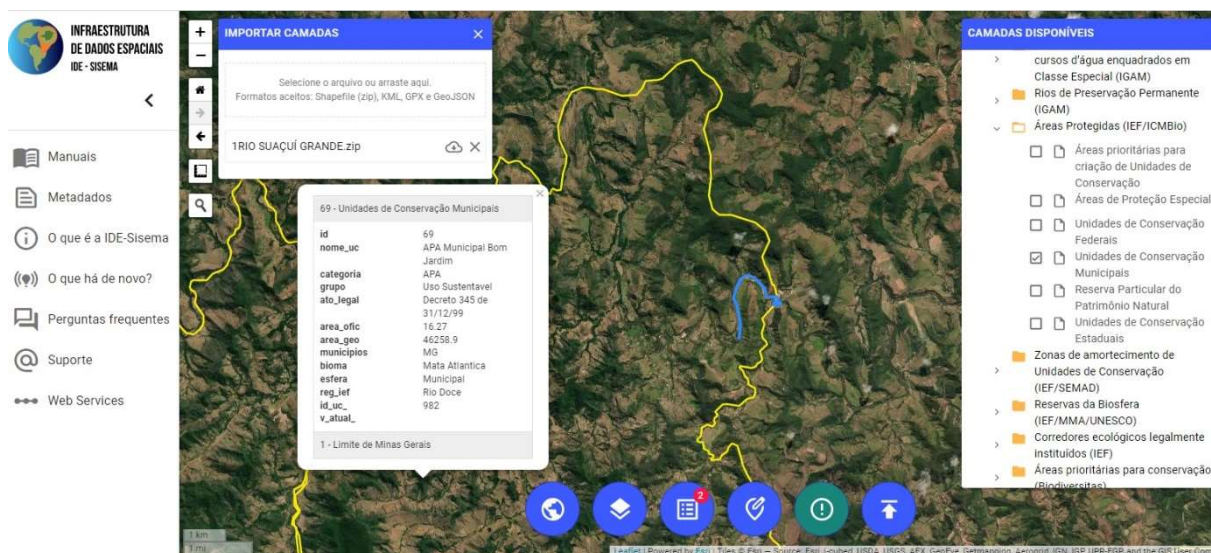 INFRAESTRUTURA
DE DADOS ESPACIAIS
IDE - SISEMA
Manuais
Metadados
O que é a IDE-Sisema
O que há de novo?
Perguntas frequentes
Suporte
Web Services
+
−
IMPORTAR CAMADAS
Selecione o arquivo ou arraste aqui.
Formatos aceitos: Shapefile (zip), KML, GPX e GeoJSON
1RIO SUAÇUÍ GRANDE.zip
69 - Unidades de Conservação Municipais
id 69
nome_uc APA Municipal Bom
Jardim
categoria APA
grupo Uso Sustentavel
ato_legal Decreto 345 de
31/12/99
area_ofic 16.27
area_geo 46258.9
municipios MG
bioma Mata Atlantica
esfera Municipal
reg_ief Rio Doce
id_uc_ 982
v_atual_
1 - Limite de Minas Gerais
2
1 km
1 mi
CAMADAS DISPONÍVEIS
cursos d'água enquadrados em
Classe Especial (IGAM)
Rios de Preservação Permanente
(IGAM)
Áreas Protegidas (IEF/ICMBio)
Áreas prioritárias para
criação de Unidades de
Conservação
Áreas de Proteção Especial
Unidades de Conservação
Federais
Unidades de Conservação
Municipais
Reserva Particular do
Patrimônio Natural
Unidades de Conservação
Estaduais
Zonas de amortecimento de
Unidades de Conservação
(IEF/SEMAD)
Reservas da Biosfera
(IEF/MMA/UNESCO)
Corredores ecológicos legalmente
instituídos (IEF)
Áreas prioritárias para conservação
(Biodiversitas)
Leaflet | Powered by Esri | Tiles © Esri — Source: Esri, i-cubed, USDA, USGS, AEX, GeoEye, Getmapping, Aerogrid, IGN, IGP, UPR-EGP, and the GIS User